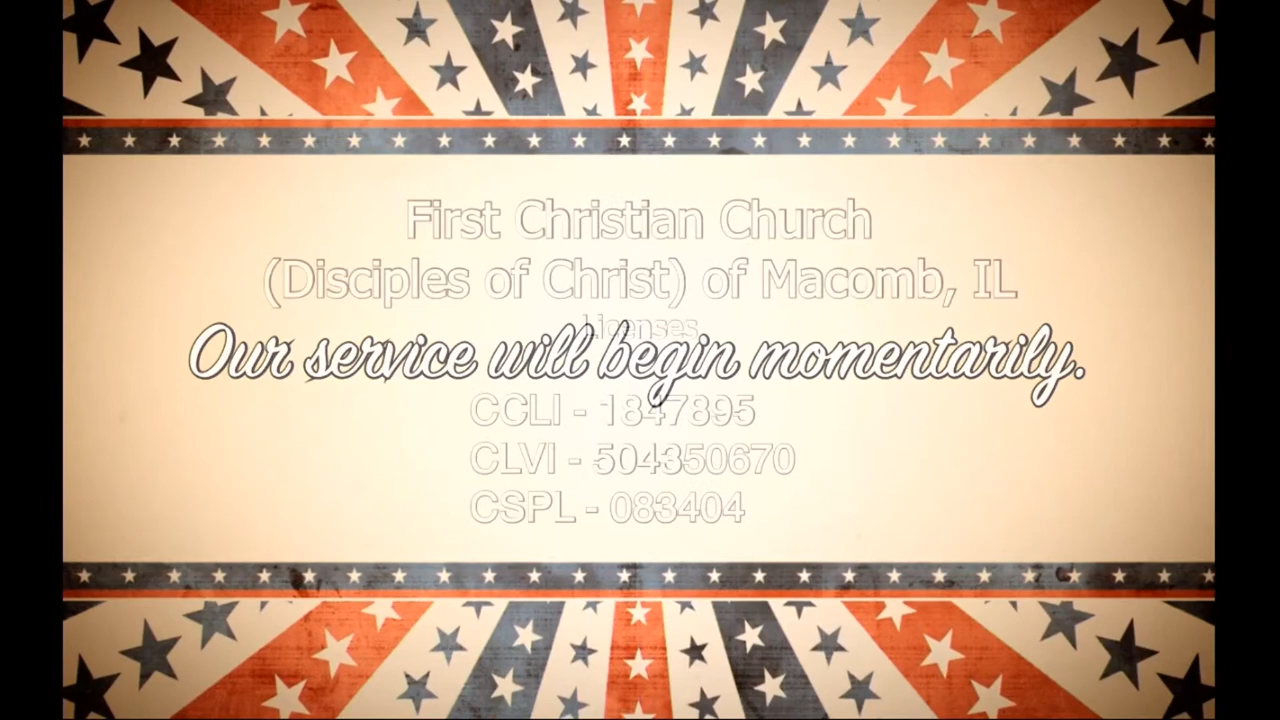 First Christian Church
(Disciples of Christ) of Macomb, IL
Licenses
Our service will begin momentarily.
CCLI - 1847895
CLVI - 504350670
CSPL - 083404